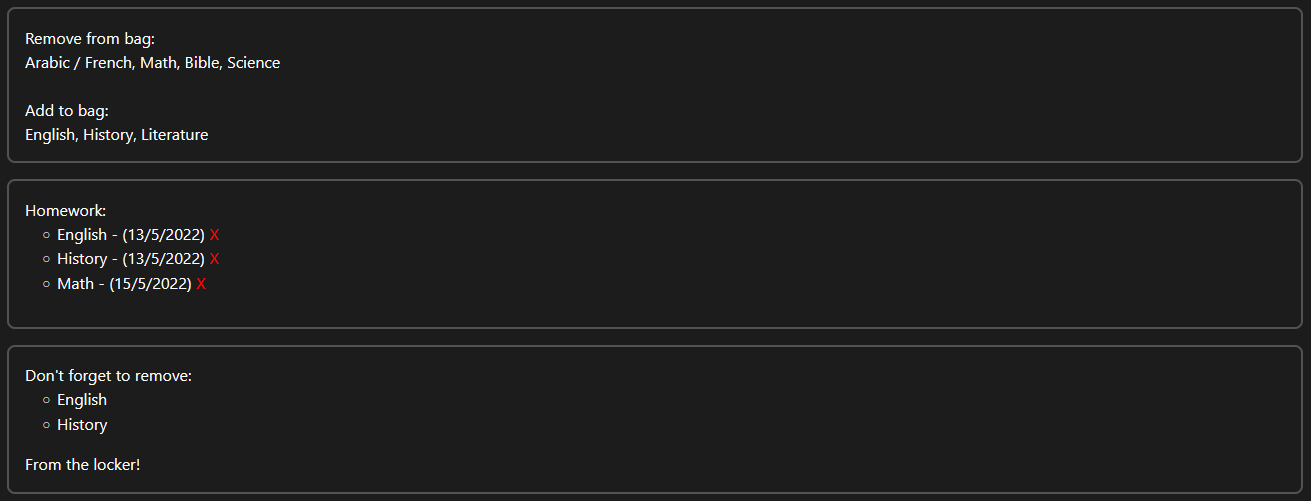 Remove from bag:
Arabic / French, Math, Bible, Science
Add to bag:
English, History, Literature
Homework:
○ English - (13/5/2022) X
○ History - (13/5/2022) X
○ Math - (15/5/2022) X
Don't forget to remove:
○ English
○ History
From the locker!